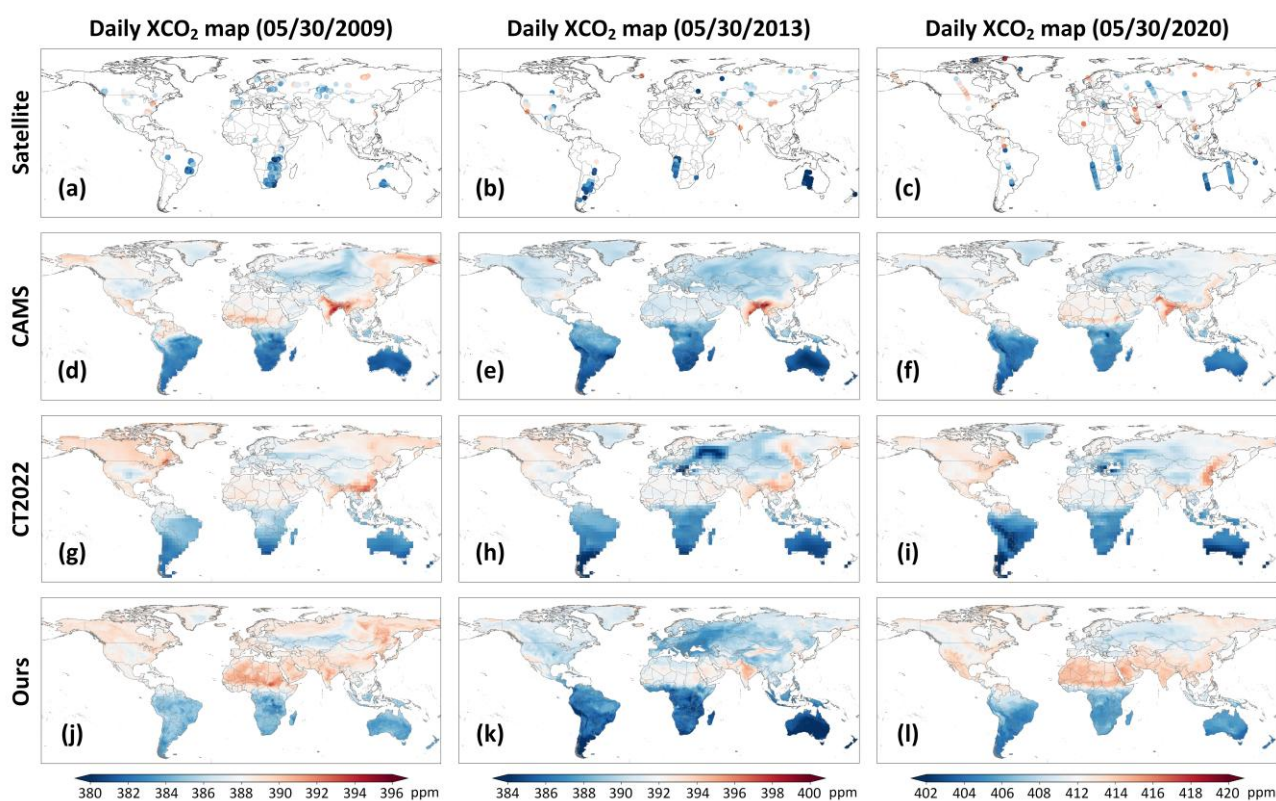 Daily XCO₂ map (05/30/2009) Daily XCO₂ map (05/30/2013) Daily XCO₂ map (05/30/2020)
Satellite
(a) (b) (c)
CAMS
(d) (e) (f)
CT2022
(g) (h) (i)
Ours
(j) (k) (l)
380 382 384 386 388 390 392 394 396 ppm 384 386 388 390 392 394 396 398 400 ppm 402 404 406 408 410 412 414 416 418 420 ppm